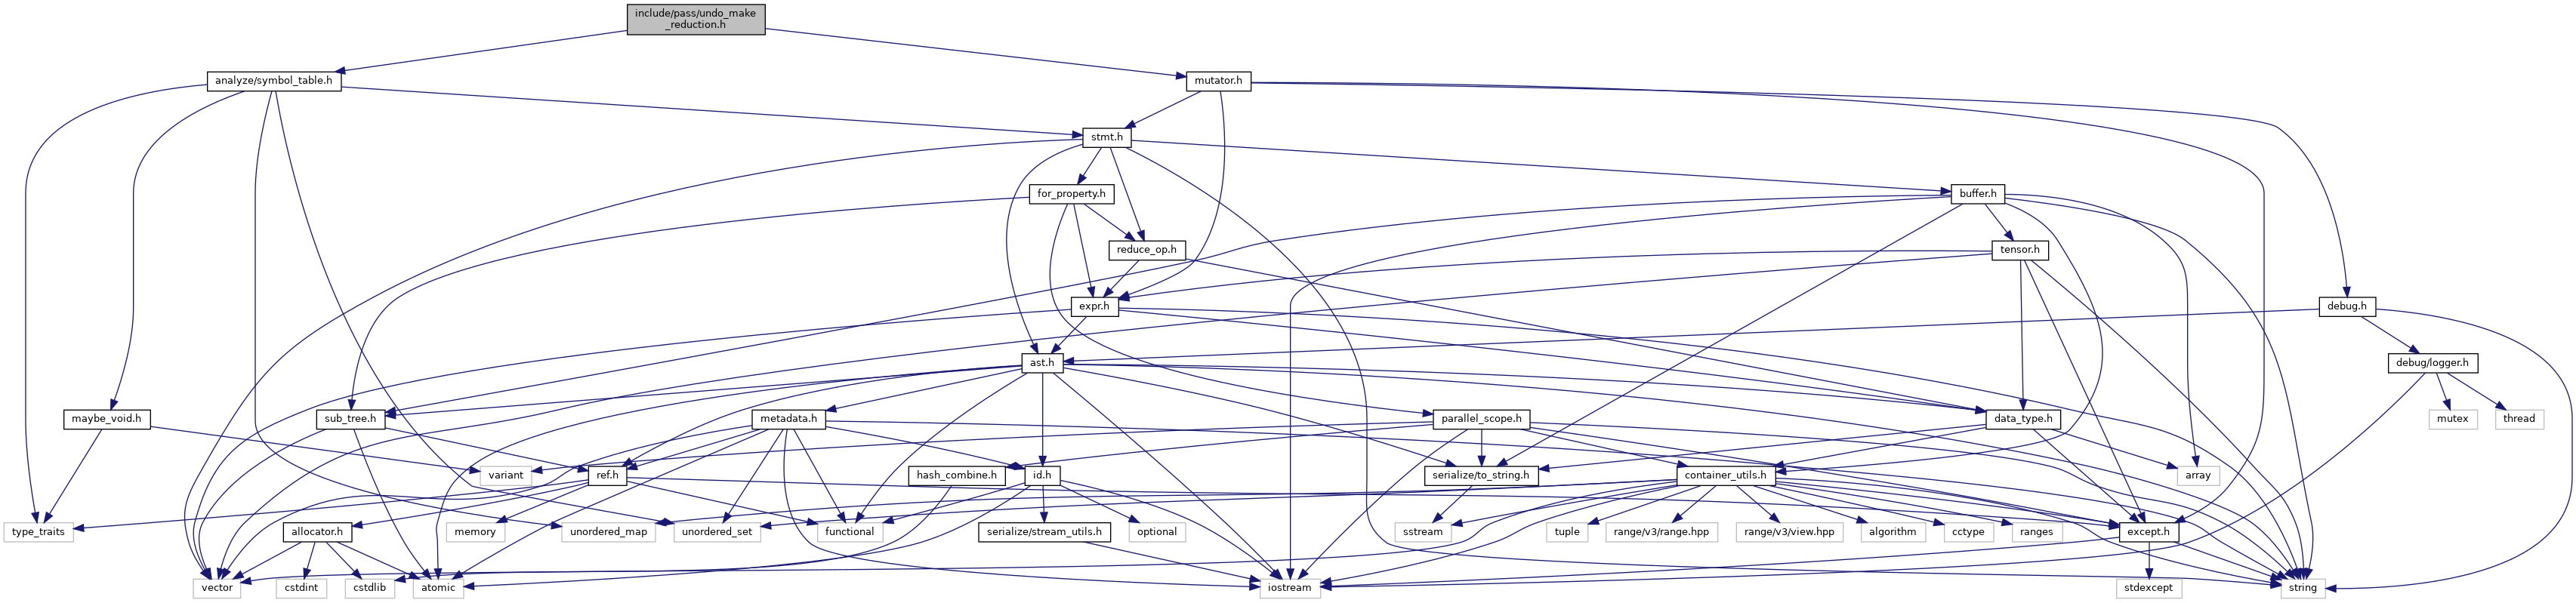 include/pass/undo_make
_reduction.h
analyze/symbol_table.h
mutator.h
stmt.h
for_property.h
buffer.h
reduce_op.h
tensor.h
expr.h
debug.h
ast.h
debug/logger.h
maybe_void.h
sub_tree.h
metadata.h
parallel_scope.h
data_type.h
mutex
thread
variant
ref.h
hash_combine.h
id.h
serialize/to_string.h
container_utils.h
array
type_traits
allocator.h
memory
unordered_map
unordered_set
functional
serialize/stream_utils.h
optional
sstream
tuple
range/v3/range.hpp
range/v3/view.hpp
algorithm
cctype
ranges
except.h
vector
cstdint
cstdlib
atomic
iostream
stdexcept
string